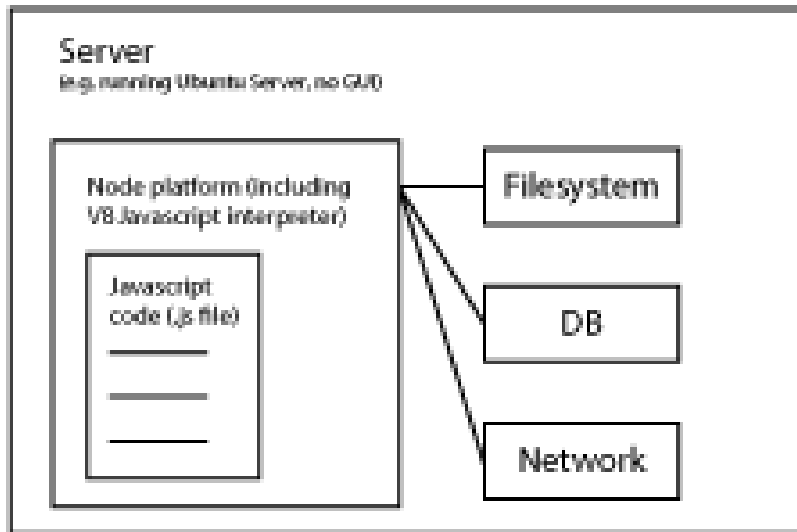 Server
(e.g. running Ubuntu Server, no GUI)
Node platform (including
V8 Javascript interpreter)
Javascript
code (.js file)
Filesystem
DB
Network